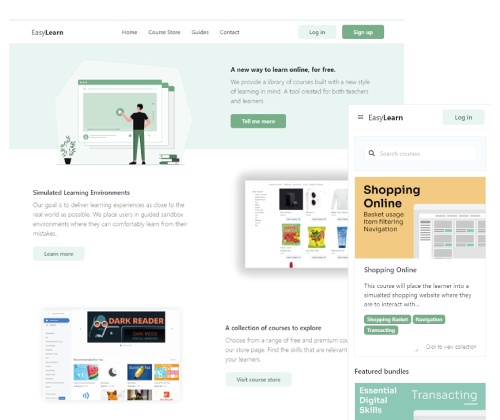 EasyLearn
Home Course Store Guides Contact Log in Sign up
A new way to learn online, for free.
We provide a library of courses built with a new style
of learning in mind. A tool created for both teachers
and learners
Tell me more
Simulated Learning Environments
Our goal is to deliver learning experiences as close to the
real world as possible. We place users in guided sandbox
environments where they can comfortably learn from their
mistakes.
Learn more
DARK READER
A collection of courses to explore
Choose from a range of free and premium cou
our store page. Find the skills that are relevant
your learners.
Visit course store
EasyLearn
Log in
Search courses
Shopping
Online
Basket usage
Item filtering
Navigation
Shopping Online
This course will place the learner into a
simualted shopping website where they
are to interact with...
Shopping Basket Navigation
Transacting
Click to view collection
Featured bundles
Essential
Digital
Skills
Transacting